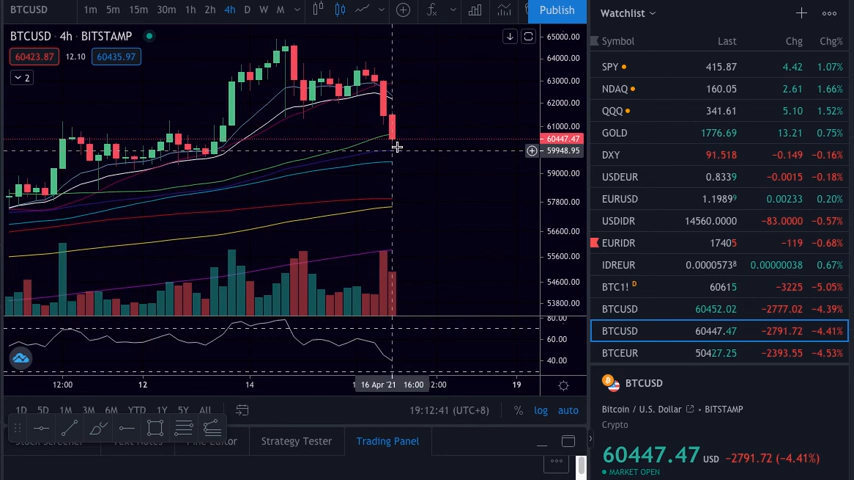 BTCUSD 1m 5m 15m 30m 1h 2h 4h D W M Publish
BTCUSD • 4h • BITSTAMP
60423.87 12.10 60435.97
2
65000.00
64000.00
63000.00
62000.00
61000.00
60447.47
59948.95
59000.00
58000.00
57000.00
56000.00
55600.00
54600.00
53800.00
80.00
60.00
40.00
12:00 12 14 16 Apr '21 16:00 2:00 19
1D 5D 1M 3M 6M YTD 1Y 5Y All 19:12:41 (UTC+8) % log auto
Strategy Tester Trading Panel
Watchlist
Symbol Last Chg Chg%
SPY 415.87 4.42 1.07%
NDAQ 160.05 2.61 1.66%
QQQ 341.61 5.10 1.52%
GOLD 1776.69 13.21 0.75%
DXY 91.518 -0.149 -0.16%
USDEUR 0.8339 -0.0015 -0.18%
EURUSD 1.19899 0.00233 0.20%
USDIDR 14560.0000 -83.0000 -0.57%
EURIDR 17405 -119 -0.68%
IDREUR 0.00005738 0.00000038 0.67%
BTC1! D 60615 -3225 -5.05%
BTCUSD 60452.02 -2777.02 -4.39%
BTCUSD 60447.47 -2791.72 -4.41%
BTCEUR 50427.25 -2393.55 -4.53%
BTCUSD
Bitcoin / U.S. Dollar • BITSTAMP
Crypto
60447.47 USD -2791.72 (-4.41%)
MARKET OPEN